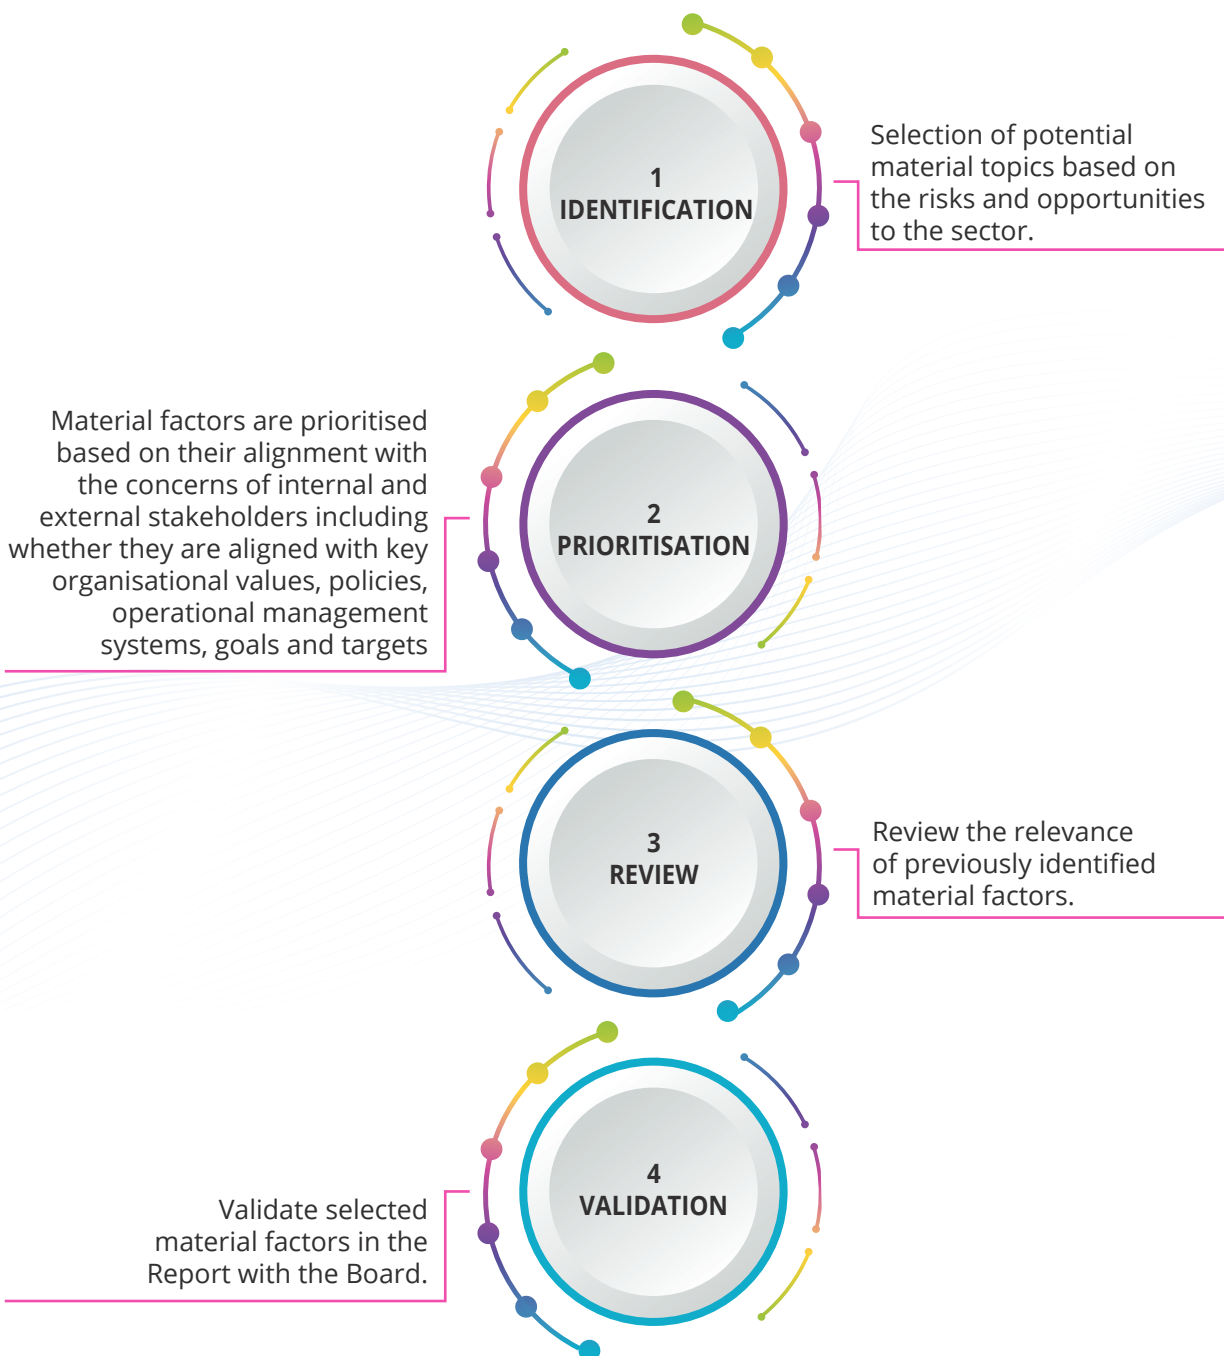 1
IDENTIFICATION
Selection of potential
material topics based on
the risks and opportunities
to the sector.
2
PRIORITISATION
Material factors are prioritised
based on their alignment with
the concerns of internal and
external stakeholders including
whether they are aligned with key
organisational values, policies,
operational management
systems, goals and targets
3
REVIEW
Review the relevance
of previously identified
material factors.
4
VALIDATION
Validate selected
material factors in the
Report with the Board.